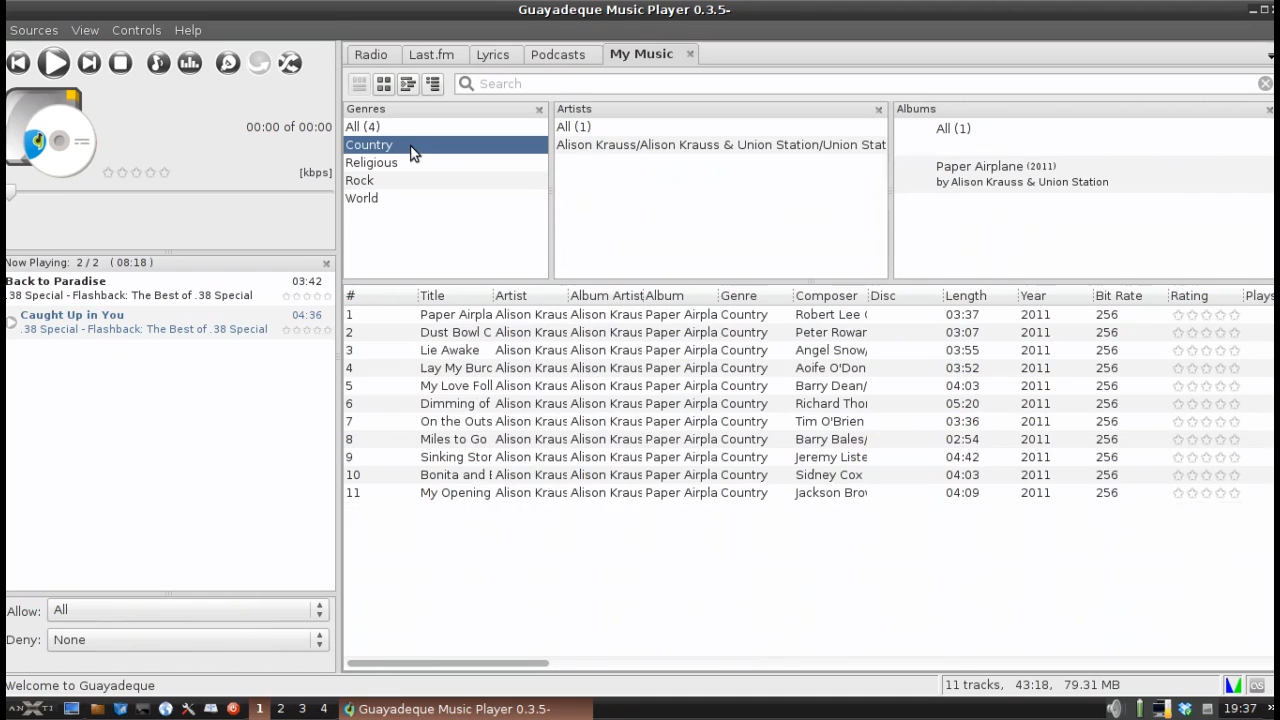 Guayadeque Music Player 0.3.5-
Sources View Controls Help
Radio Last.fm Lyrics Podcasts My Music
Search
00:00 of 00:00
[kbps]
Genres
All (4)
Country
Religious
Rock
World
Artists
All (1)
Alison Krauss/Alison Krauss & Union Station/Union Stat
Albums
All (1)
Paper Airplane (2011)
by Alison Krauss & Union Station
Now Playing: 2/2 (08:18)
Back to Paradise 03:42
.38 Special - Flashback: The Best of .38 Special
Caught Up in You 04:36
.38 Special - Flashback: The Best of .38 Special
# Title Artist Album Artist Album Genre Composer Disc Length Year Bit Rate Rating Plays
1 Paper Airpla Alison Kraus Alison Kraus Paper Airpla Country Robert Lee 03:37 2011 256
2 Dust Bowl C Alison Kraus Alison Kraus Paper Airpla Country Peter Rowan 03:07 2011 256
3 Lie Awake Alison Kraus Alison Kraus Paper Airpla Country Angel Snow/ 03:55 2011 256
4 Lay My Burd Alison Kraus Alison Kraus Paper Airpla Country Aoife O'Don 03:52 2011 256
5 My Love Foll Alison Kraus Alison Kraus Paper Airpla Country Barry Dean/ 04:03 2011 256
6 Dimming of Alison Kraus Alison Kraus Paper Airpla Country Richard Tho 05:20 2011 256
7 On the Outs Alison Kraus Alison Kraus Paper Airpla Country Tim O'Brien 03:36 2011 256
8 Miles to Go Alison Kraus Alison Kraus Paper Airpla Country Barry Bales/ 02:54 2011 256
9 Sinking Stor Alison Kraus Alison Kraus Paper Airpla Country Jeremy Liste 04:42 2011 256
10 Bonita and Alison Kraus Alison Kraus Paper Airpla Country Sidney Cox 04:03 2011 256
11 My Opening Alison Kraus Alison Kraus Paper Airpla Country Jackson Bro 04:09 2011 256
Allow: All
Deny: None
Welcome to Guayadeque
11 tracks, 43:18, 79.31 MB
1 2 3 4 Guayadeque Music Player 0.3.5- 19:37